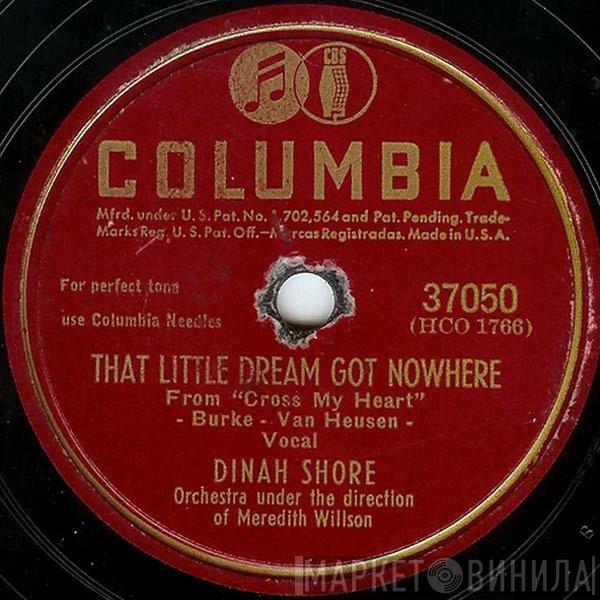 CBS
COLUMBIA
Mfrd. under U. S. Pat. No. 1,702,564 and Pat. Pending. Trade-
Marks Reg. U. S. Pat. Off.—Marcas Registradas. Made in U. S. A.
For perfect tone
use Columbia Needles
37050
(HCO 1766)
THAT LITTLE DREAM GOT NOWHERE
From “Cross My Heart”
- Burke - Van Heusen -
Vocal
DINAH SHORE
Orchestra under the direction
of Meredith Willson
МАРКЕТ ВИНИЛА